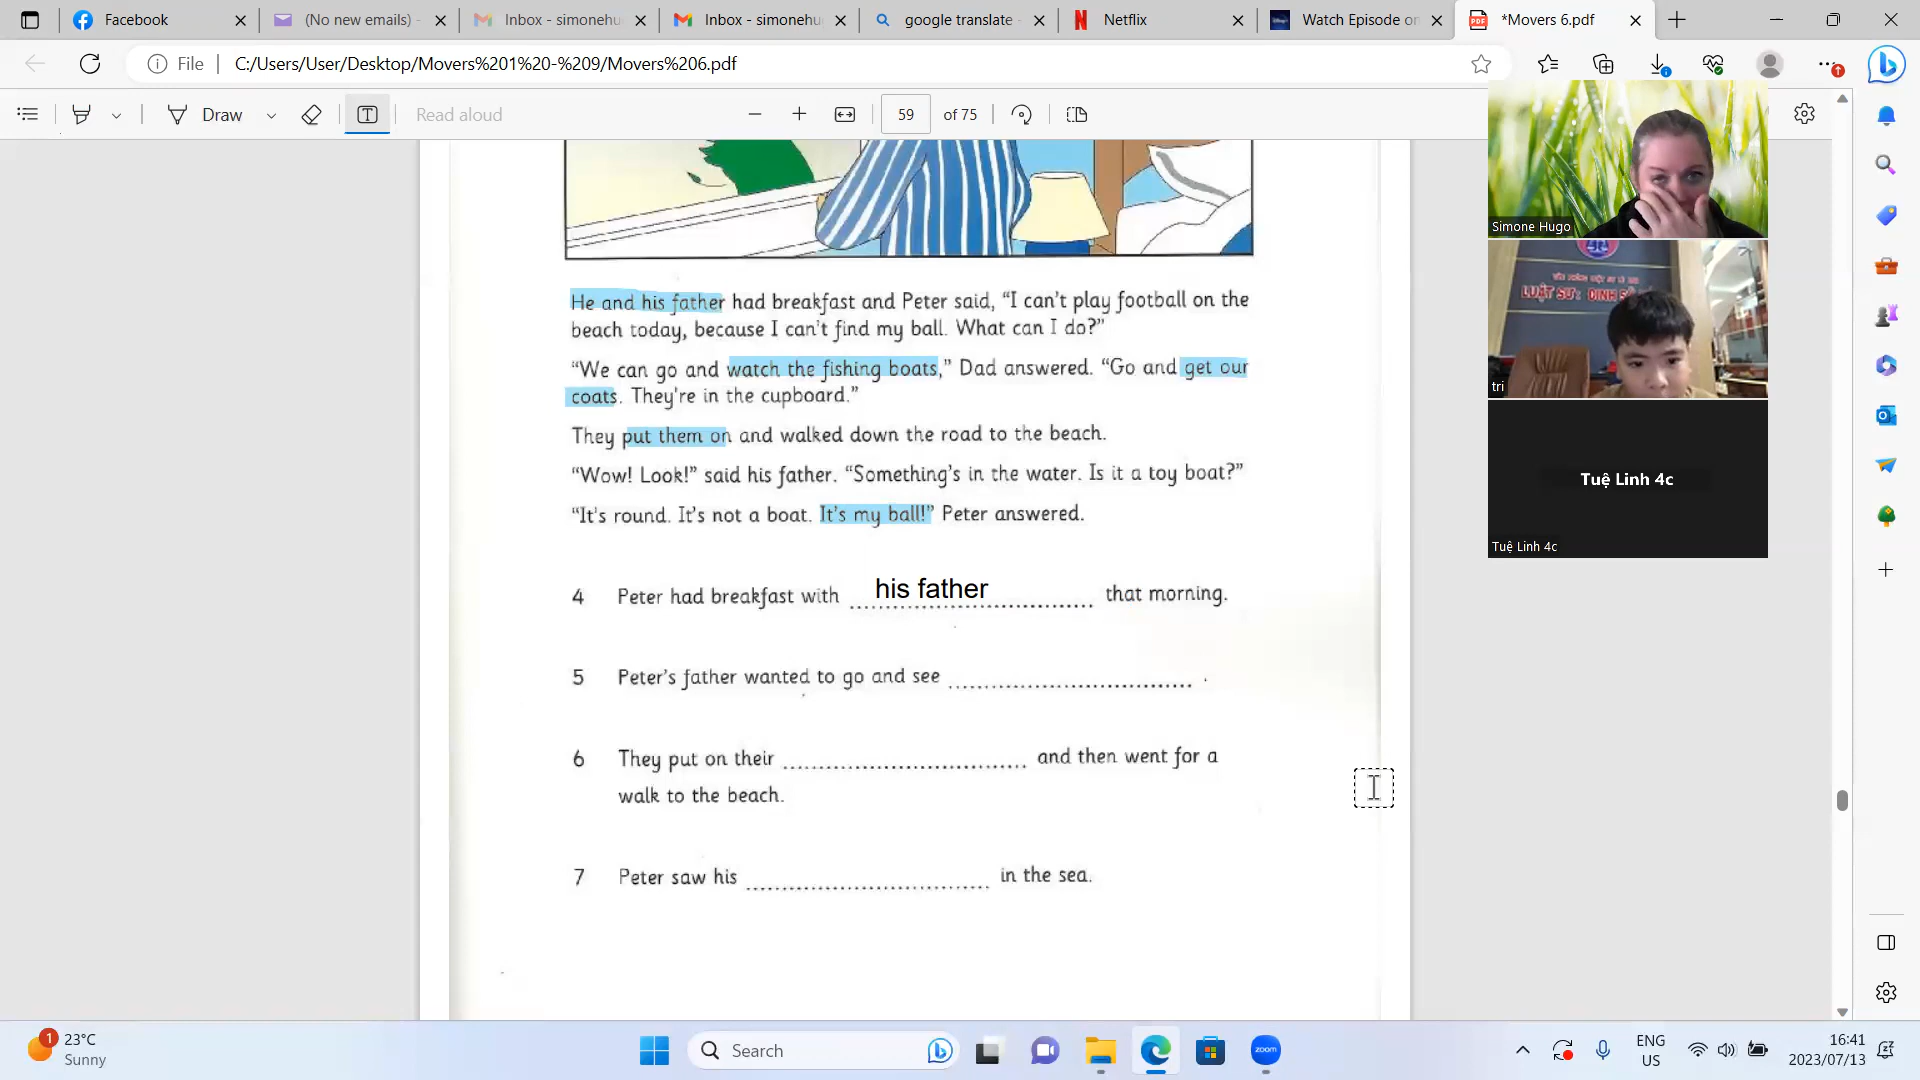 Facebook
(No new emails) -
Inbox - simonehu
Inbox - simonehu
google translate -
Netflix
Watch Episode on
*Movers 6.pdf
File
C:/Users/User/Desktop/Movers%201%20-%209/Movers%206.pdf
Draw
Read aloud
59
of 75
He and his father had breakfast and Peter said, “I can't play football on the
beach today, because I can't find my ball. What can I do?”
“We can go and watch the fishing boats,” Dad answered. “Go and get our
coats. They're in the cupboard.”
They put them on and walked down the road to the beach.
“Wow! Look!” said his father. “Something's in the water. Is it a toy boat?”
“It's round. It's not a boat. It's my ball!” Peter answered.
4 Peter had breakfast with his father that morning.
5 Peter's father wanted to go and see .
6 They put on their and then went for a
walk to the beach.
7 Peter saw his in the sea.
Simone Hugo
LUẬT SƯ: ĐINH
tri
Tuệ Linh 4c
Tuệ Linh 4c
1
23°C
Sunny
Search
zoom
ENG
US
16:41
2023/07/13